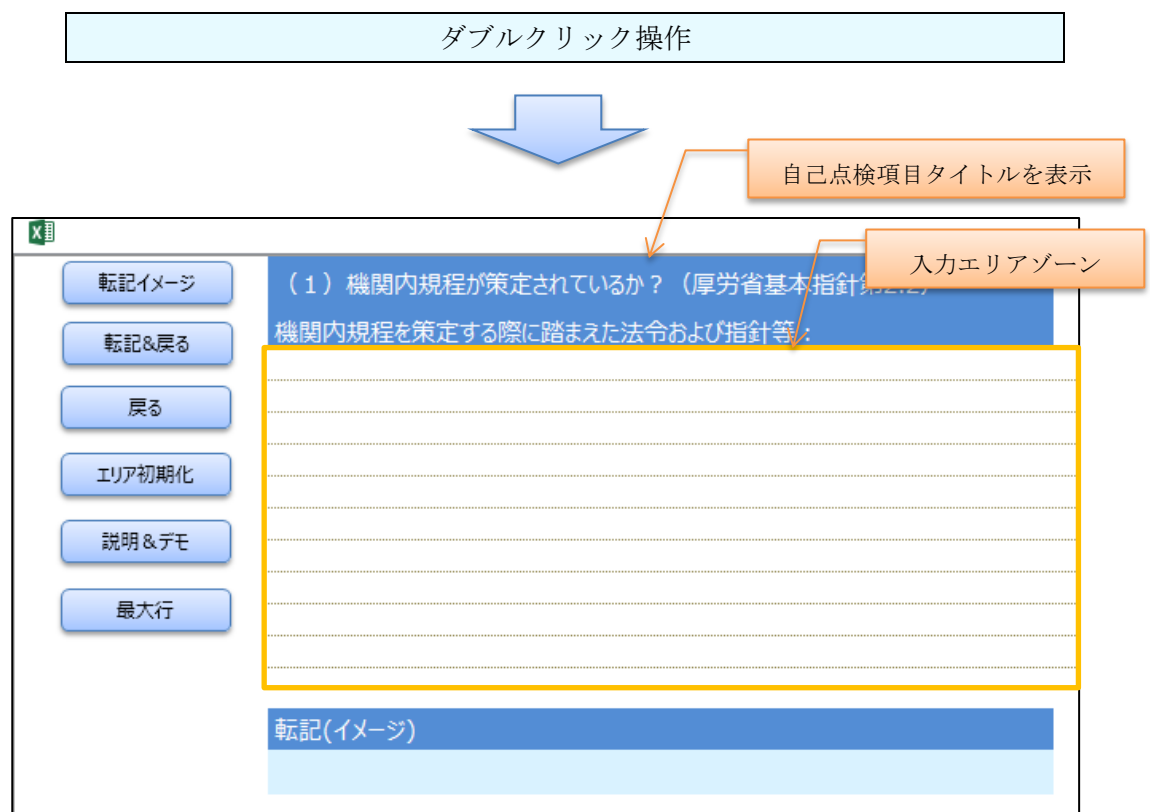 ダブルクリック操作
自己点検項目タイトルを表示
入力エリアゾーン
転記イメージ
転記&戻る
戻る
エリア初期化
説明&デモ
最大行
(1)機関内規程が策定されているか?(厚労省基本指針
機関内規程を策定する際に踏まえた法令および指針等:
転記(イメージ)